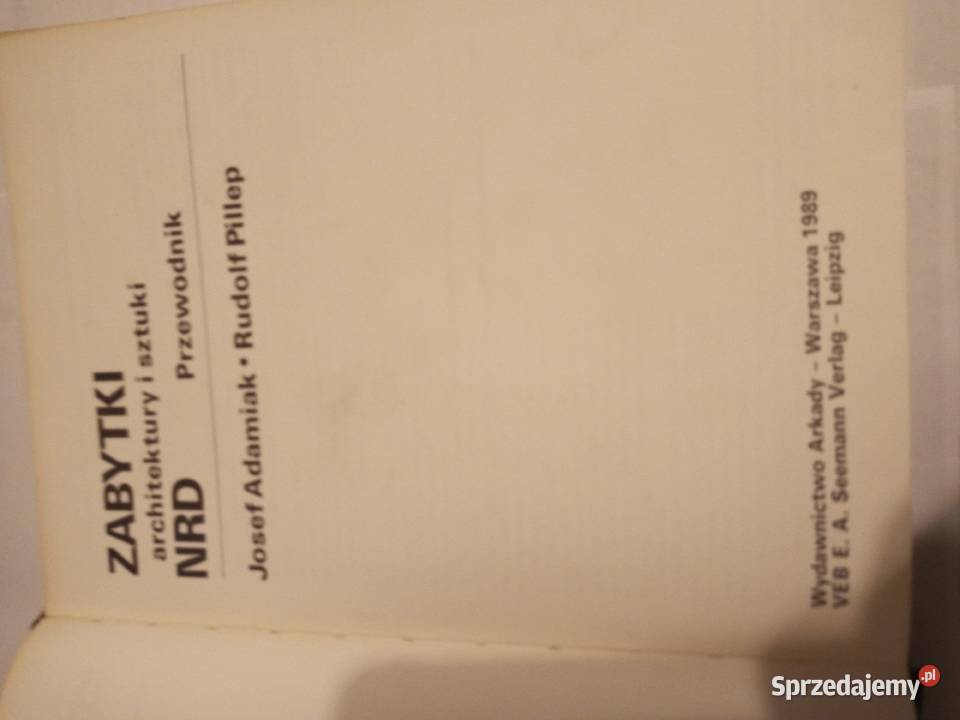 ZABYTKI
architektury i sztuki
NRD Przewodnik
Josef Adamiak • Rudolf Pillep
Wydawnictwo Arkady – Warszawa 1989
VEB E. A. Seemann Verlag – Leipzig
Sprzedajemy.pl